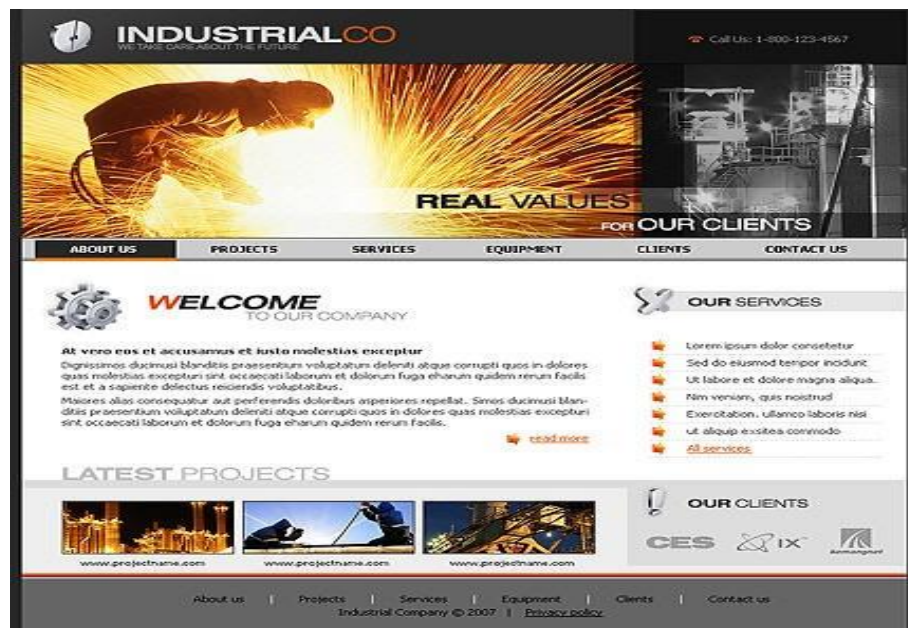 INDUSTRIALCO
WE TAKE CARE ABOUT THE FUTURE
Call Us: 1-800-123-4567
REAL VALUES
FOR OUR CLIENTS
ABOUT US PROJECTS SERVICES EQUIPMENT CLIENTS CONTACT US
WELCOME
TO OUR COMPANY
At vero eos et accusamus et iusto molestias exceptur
Dignissimos ducimusi blanditis praesentium voluptatum deleniti atque corrupti quos in dolores
quas molestias excepturi sint occaecati laborum et dolorum fuga eharum quidem rerum facilis
est et a sapiente delectus reiciendis voluptatibus.
Maiores alias consequatur aut perferendis doloribus asperiores repellat. Simos ducimusi blan-
ditiis praesentium voluptatum deleniti atque corrupti quos in dolores quas molestias excepturi
sint occaecati laborum et dolorum fuga eharum quidem rerum facilis.
read more
OUR SERVICES
Lorem ipsum dolor consetetur
Sed do eiusmod tempor incidunt
Ut labore et dolore magna aliqua.
Nim veniam, quis noistrud
Exercitation. ullamco laboris nisi
ut aliquip exsitea commodo
All services
LATEST PROJECTS
www.projectname.com www.projectname.com www.projectname.com
OUR CLIENTS
CES IX
About us | Projects | Services | Equipment | Clients | Contact us
Industrial Company © 2007 | Privacy policy